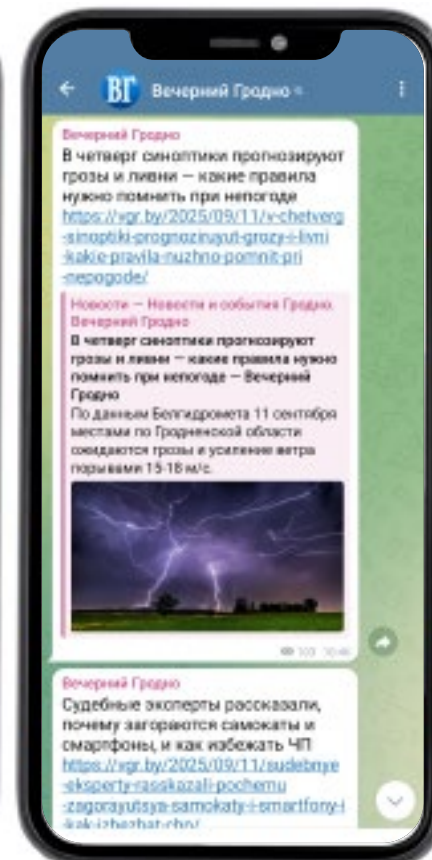 ВГ Вечерний Гродно
Вечерний Гродно
В четверг синоптики прогнозируют
грозы и ливни — какие правила
нужно помнить при непогоде
https://vgr.by/2025/09/11/v-chetverg
-sinoptiki-prognoziruyut-grozy-i-livni
-kakie-pravila-nuzhno-pomnit-pri
-nepogode/
Новости — Новости и события Гродно.
Вечерний Гродно
В четверг синоптики прогнозируют
грозы и ливни — какие правила нужно
помнить при непогоде — Вечерний
Гродно
По данным Белгидромета 11 сентября
местами по Гродненской области
ожидаются грозы и усиление ветра
порывами 15-18 м/с.
Вечерний Гродно
Судебные эксперты рассказали,
почему загораются самокаты и
смартфоны, и как избежать ЧП
https://vgr.by/2025/09/11/sudebnye
-eksperty-rasskazali-pochemu
-zagorayutsya-samokaty-i-smartfony-i
-kak-izbezhat-chp/